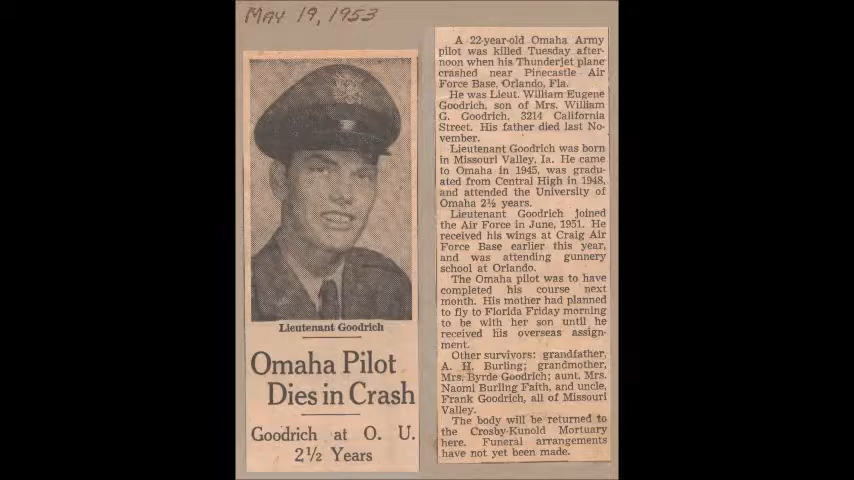 MAY 19, 1953
Lieutenant Goodrich
Omaha Pilot
Dies in Crash
Goodrich at O. U.
2½ Years
A 22-year-old Omaha Army
pilot was killed Tuesday after-
noon when his Thunderjet plane
crashed near Pinecastle Air
Force Base, Orlando, Fla.
He was Lieut. William Eugene
Goodrich, son of Mrs. William
G. Goodrich, 3214 California
Street. His father died last No-
vember.
Lieutenant Goodrich was born
in Missouri Valley, Ia. He came
to Omaha in 1945, was gradu-
ated from Central High in 1948,
and attended the University of
Omaha 2½ years.
Lieutenant Goodrich joined
the Air Force in June, 1951. He
received his wings at Craig Air
Force Base earlier this year,
and was attending gunnery
school at Orlando.
The Omaha pilot was to have
completed his course next
month. His mother had planned
to fly to Florida Friday morning
to be with her son until he
received his overseas assign-
ment.
Other survivors: grandfather,
A. H. Burling; grandmother,
Mrs. Byrde Goodrich; aunt, Mrs.
Naomi Burling Faith, and uncle,
Frank Goodrich, all of Missouri
Valley.
The body will be returned to
the Crosby-Kunold Mortuary
here. Funeral arrangements
have not yet been made.